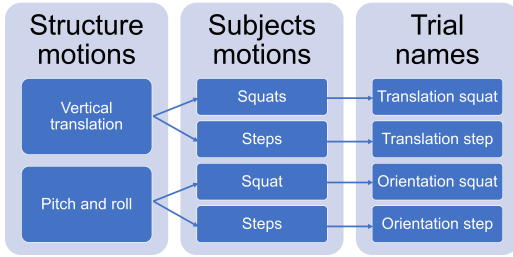 Structure
motions
Subjects
motions
Trial
names
Vertical
translation
Squats
Translation squat
Steps
Translation step
Pitch and roll
Squat
Orientation squat
Steps
Orientation step